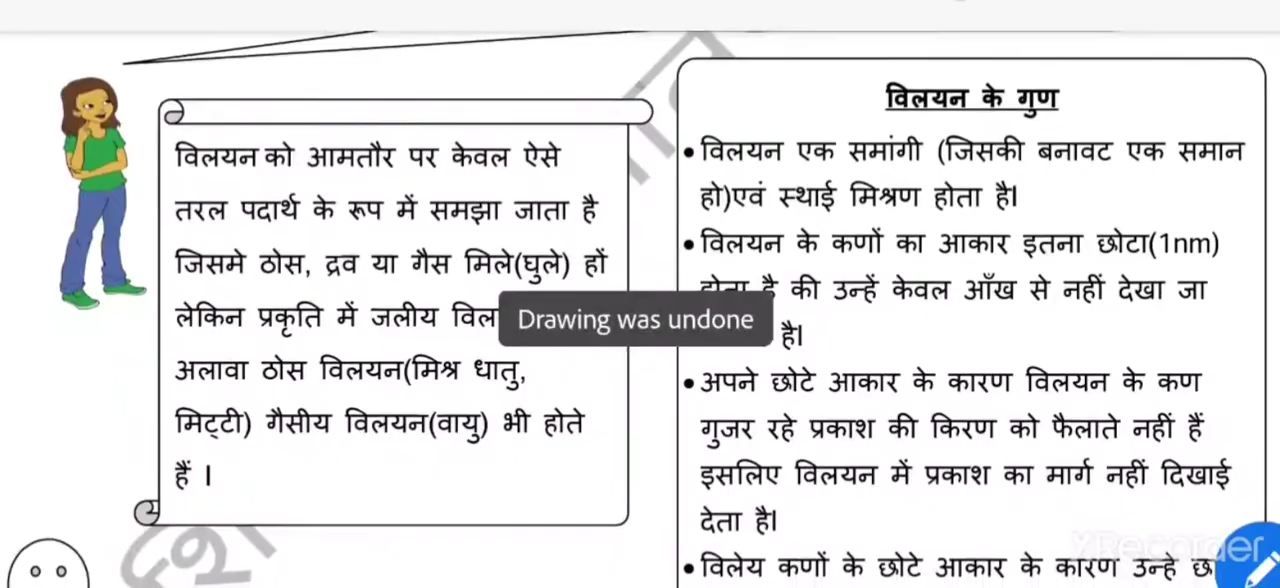 विलयन को आमतौर पर केवल ऐसे
तरल पदार्थ के रूप में समझा जाता है
जिसमे ठोस, द्रव या गैस मिले(घुले) हों
लेकिन प्रकृति में जलीय विल
अलावा ठोस विलयन(मिश्र धातु,
मिट्टी) गैसीय विलयन(वायु) भी होते
हैं ।
Drawing was undone
विलयन के गुण
• विलयन एक समांगी (जिसकी बनावट एक समान
हो)एवं स्थाई मिश्रण होता है।
• विलयन के कणों का आकार इतना छोटा(1nm)
होता है की उन्हें केवल आँख से नहीं देखा जा
है।
• अपने छोटे आकार के कारण विलयन के कण
गुजर रहे प्रकाश की किरण को फैलाते नहीं हैं
इसलिए विलयन में प्रकाश का मार्ग नहीं दिखाई
देता है।
• विलेय कणों के छोटे आकार के कारण उन्हे
XRecorder